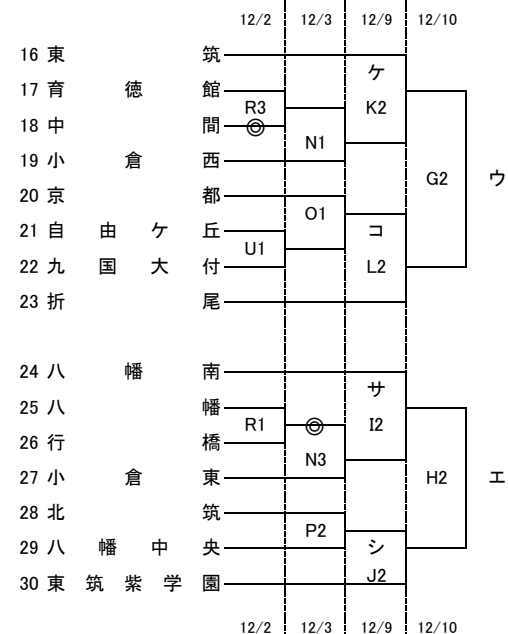 12/2 12/3 12/9 12/10
16 東筑
ケ
17 育徳館
R3
K2
18 中間
◎
N1
19 小倉西
G2
ウ
20 京都
O1
21 自由ケ丘
コ
U1
22 九国大付
L2
23 折尾
24 八幡南
サ
25 八幡
R1
◎
I2
26 行橋
N3
27 小倉東
H2
エ
28 北筑
P2
29 八幡中央
シ
J2
30 東筑紫学園
12/2 12/3 12/9 12/10